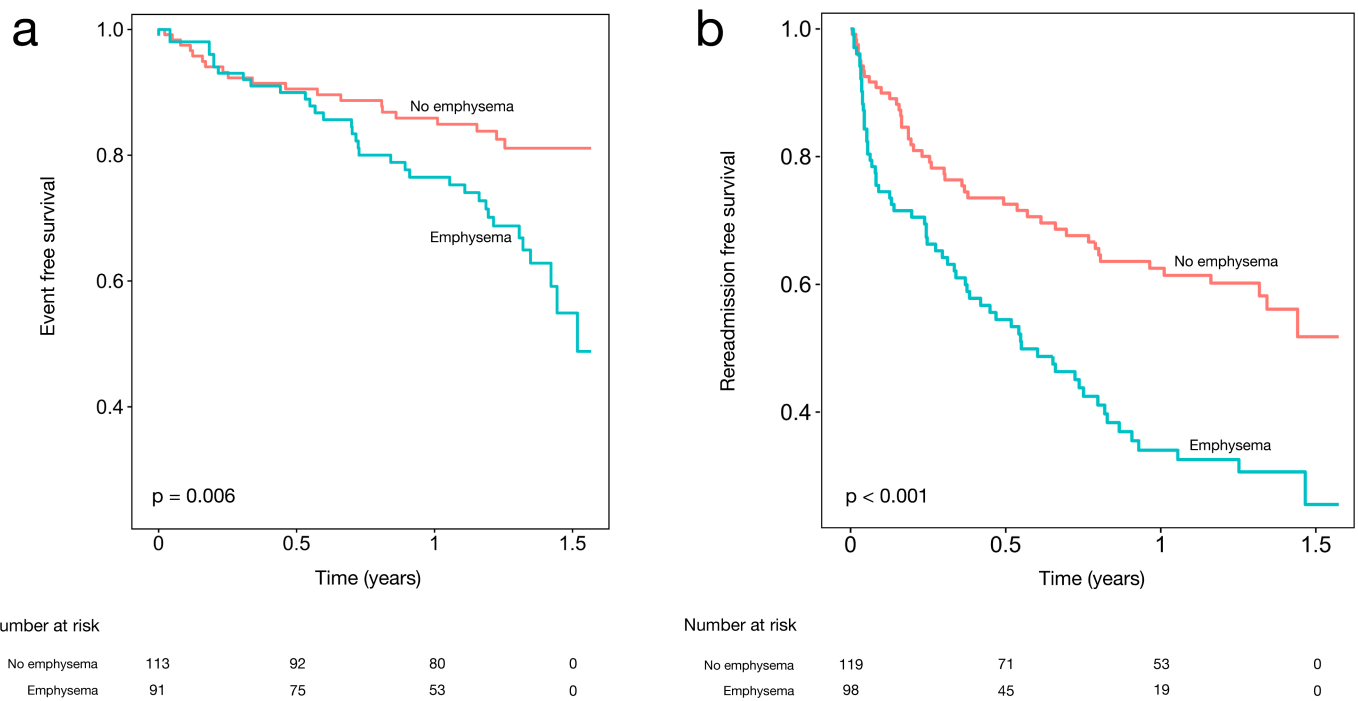 a
1.0
0.8
0.6
0.4
Event free survival
No emphysema
Emphysema
p = 0.006
0 0.5 1 1.5
Time (years)
umber at risk
No emphysema 113 92 80 0
Emphysema 91 75 53 0
b
1.0
0.8
0.6
0.4
Rereadmission free survival
No emphysema
Emphysema
p < 0.001
0 0.5 1 1.5
Time (years)
Number at risk
No emphysema 119 71 53 0
Emphysema 98 45 19 0